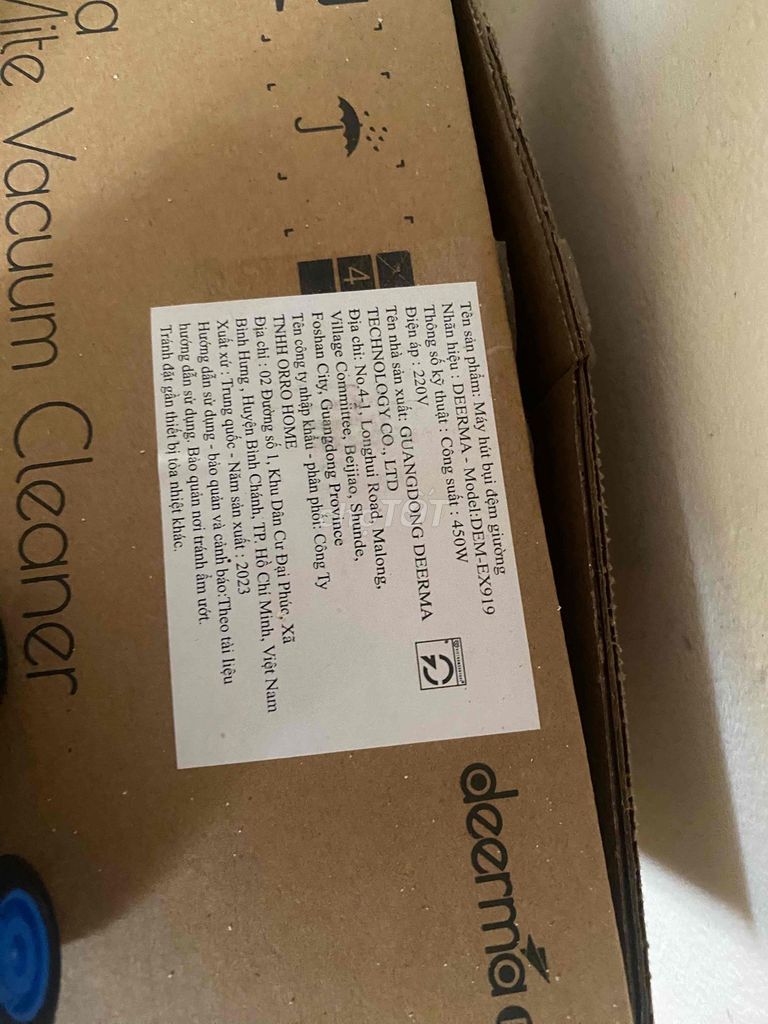 Mite Vacuum Cleaner
4
Tên sản phẩm: Máy hút bụi đệm giường
Nhãn hiệu : DEERMA - Model:DEM-EX919
Thông số kỹ thuật : Công suất : 450W
Điện áp : 220V
Tên nhà sản xuất: GUANGDONG DEERMA
TECHNOLOGY CO., LTD
Địa chỉ: No.4-1, Longhui Road, Malong,
Village Committee, Beijiao, Shunde,
Foshan City, Guangdong Province
Tên công ty nhập khẩu - phân phối: Công Ty
TNHH ORRO HOME
Địa chỉ : 02 Đường số 1, Khu Dân Cư Đại Phúc, Xã
Bình Hưng , Huyện Bình Chánh, TP. Hồ Chí Minh, Việt Nam
Xuất xứ : Trung quốc - Năm sản xuất : 2023
Hướng dẫn sử dụng - bảo quản và cảnh báo:Theo tài liệu
hướng dẫn sử dụng. Bảo quản nơi tránh ẩm ướt.
Tránh đặt gần thiết bị tỏa nhiệt khác.
deerma